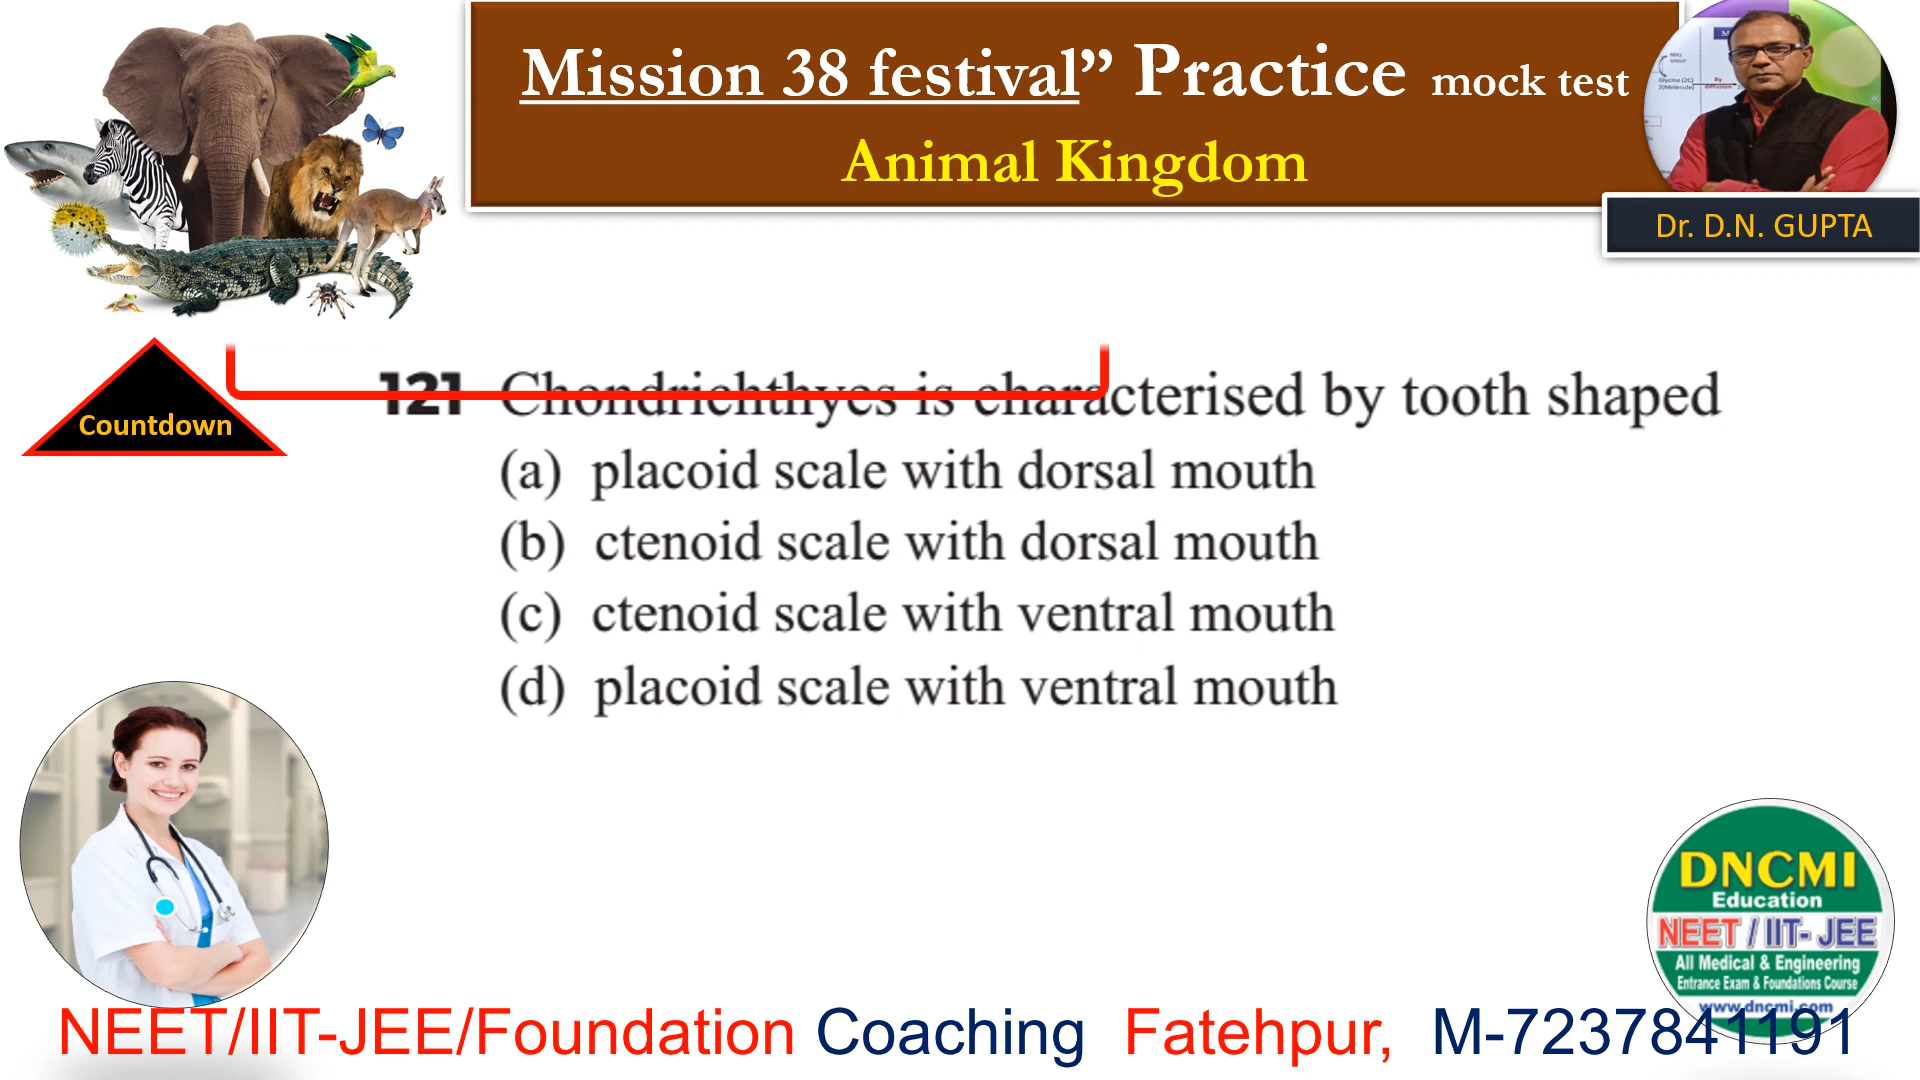 Mission 38 festival” Practice mock test
Animal Kingdom
Dr. D.N. GUPTA
Countdown
121 Chondrichthyes is characterised by tooth shaped
(a) placoid scale with dorsal mouth
(b) ctenoid scale with dorsal mouth
(c) ctenoid scale with ventral mouth
(d) placoid scale with ventral mouth
DNCMI
Education
NEET / IIT- JEE
All Medical & Engineering
Entrance Exam & Foundations Course
www.dncmi.com
NEET/IIT-JEE/Foundation Coaching Fatehpur, M-7237841191